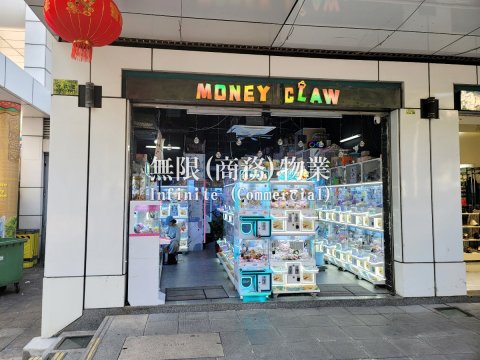 MONEY CLAW
無限(商務)物業
Infinite (Commercial)